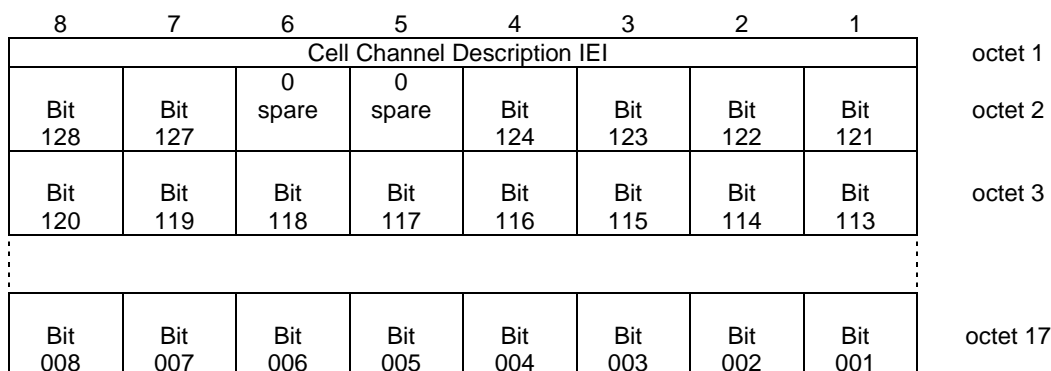 8 7 6 5 4 3 2 1
Cell Channel Description IEI octet 1
0 0
Bit Bit spare spare Bit Bit Bit Bit octet 2
128 127 124 123 122 121
Bit Bit Bit Bit Bit Bit Bit Bit octet 3
120 119 118 117 116 115 114 113
Bit Bit Bit Bit Bit Bit Bit Bit octet 17
008 007 006 005 004 003 002 001